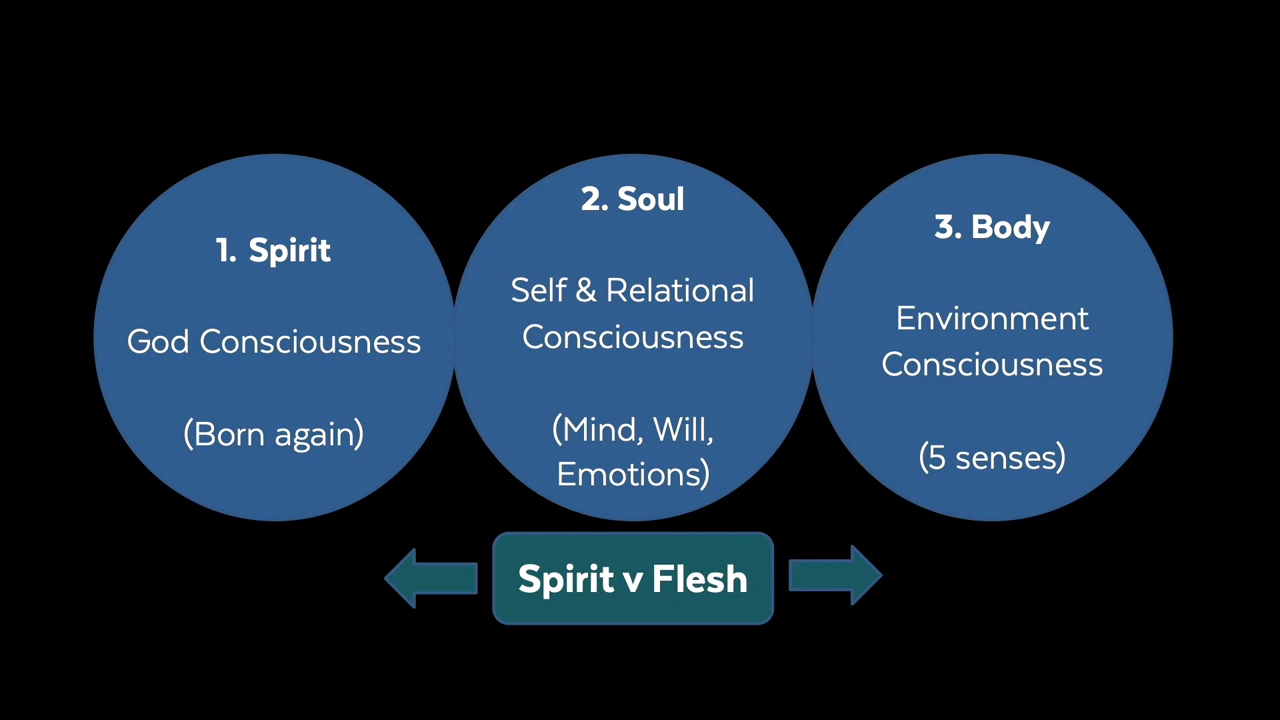 1. Spirit
God Consciousness
(Born again)
2. Soul
Self & Relational
Consciousness
(Mind, Will,
Emotions)
3. Body
Environment
Consciousness
(5 senses)
Spirit v Flesh